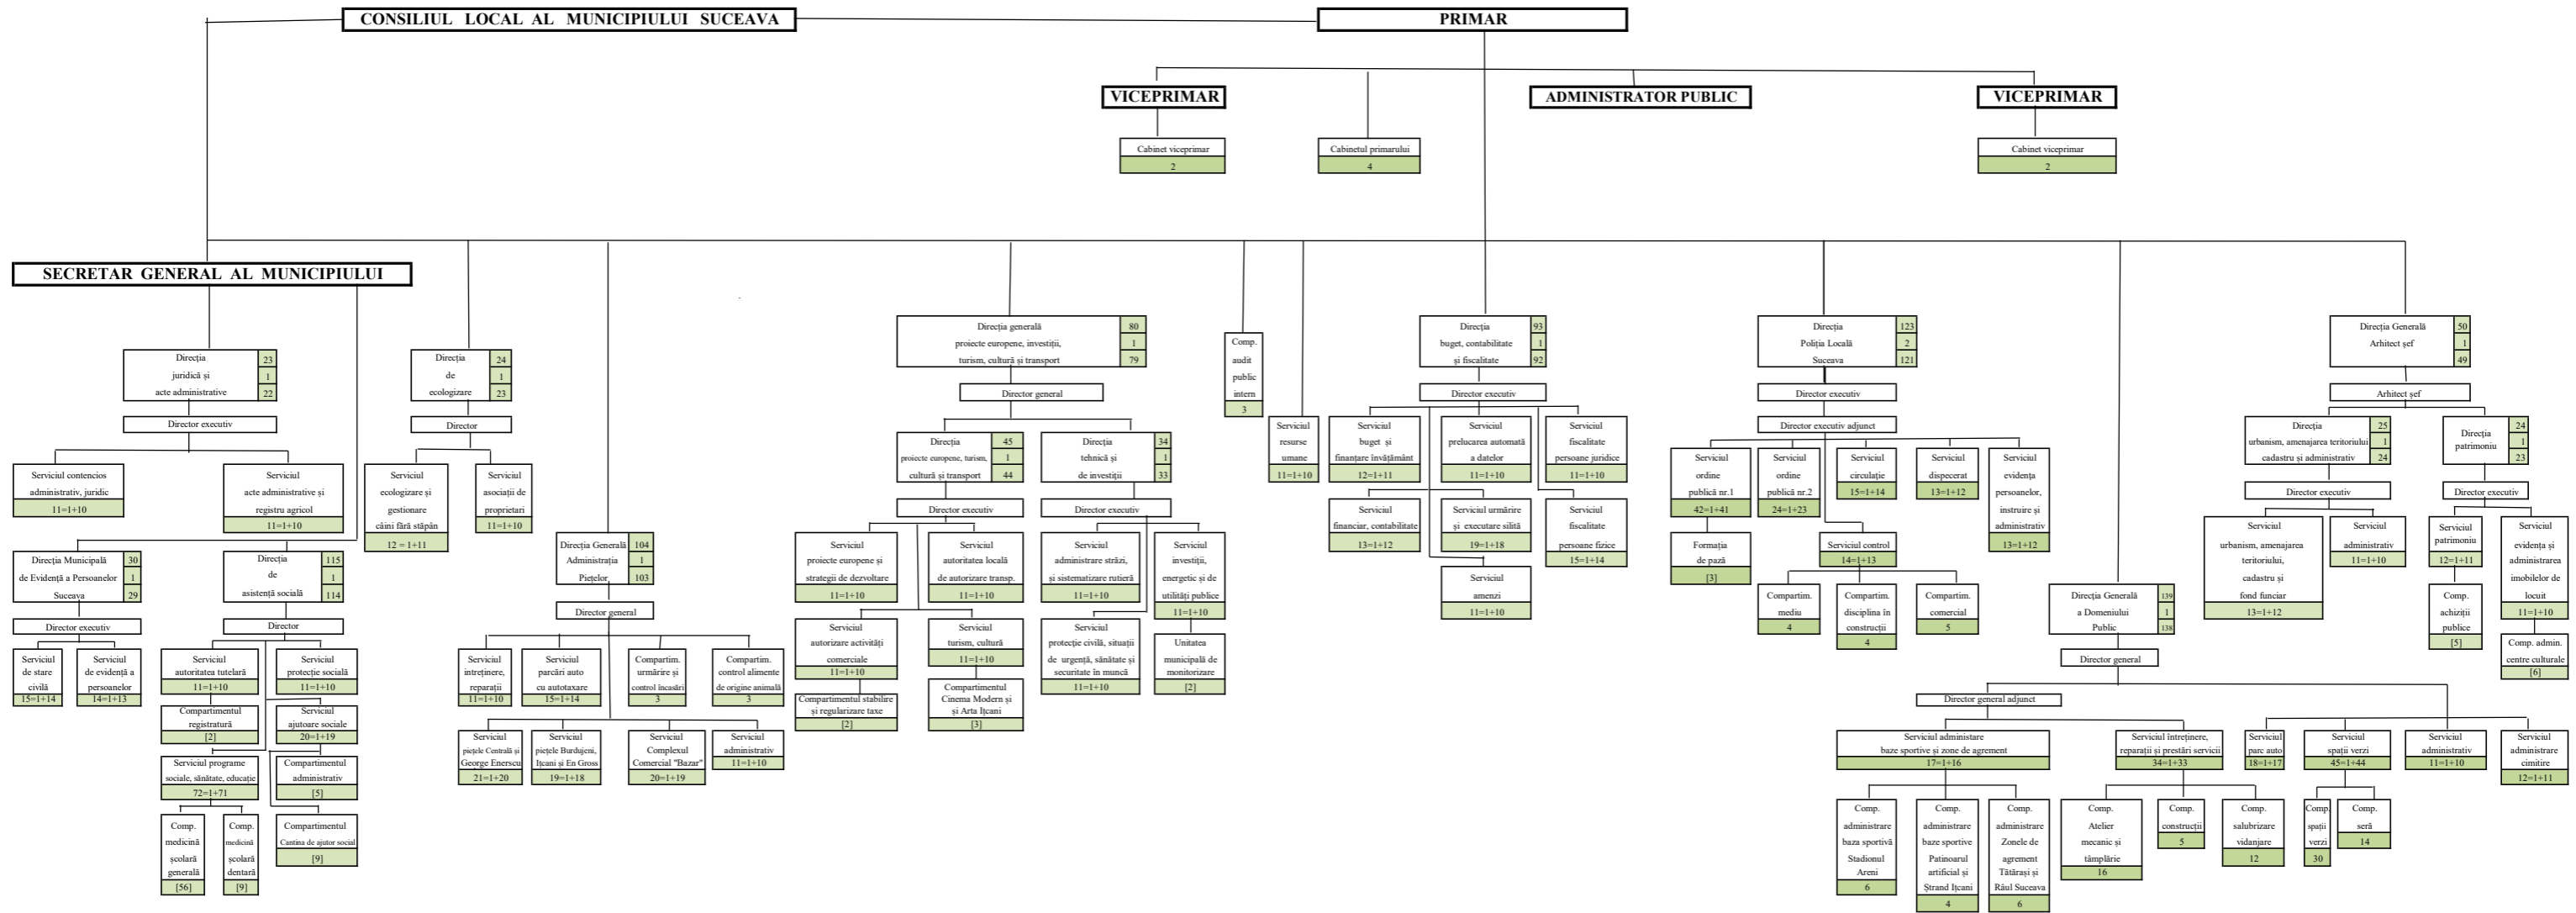 CONSILIUL LOCAL AL MUNICIPIULUI SUCEAVA
PRIMAR
VICEPRIMAR
ADMINISTRATOR PUBLIC
VICEPRIMAR
Cabinet viceprimar
2
Cabinetul primarului
4
Cabinet viceprimar
2
SECRETAR GENERAL AL MUNICIPIULUI
Direcția 23
juridică și 1
acte administrative 22
Director executiv
Serviciul contencios
administrativ, juridic
11=1+10
Serviciul
acte administrative și
registru agricol
11=1+10
Direcția Municipală 30
de Evidență a Persoanelor 1
Suceava 29
Director executiv
Serviciul
de stare
civilă
15=1+14
Serviciul
de evidență a
persoanelor
14=1+13
Direcția 115
de 1
asistență socială 114
Director
Serviciul
autoritatea tutelară
11=1+10
Serviciul
protecție socială
11=1+10
Compartimentul
registratură
[2]
Serviciul
ajutoare sociale
20=1+19
Serviciul programe
sociale, sănătate, educație
72=1+71
Compartimentul
administrativ
[5]
Comp.
medicină
școlară
generală
[56]
Comp.
medicină
școlară
dentară
[9]
Compartimentul
Cantina de ajutor social
[9]
Direcția 24
de 1
ecologizare 23
Director
Serviciul
ecologizare și
gestionare
câini fără stăpân
12 = 1+11
Serviciul
asociații de
proprietari
11=1+10
Direcția Generală 104
Administrația 1
Piețelor 103
Director general
Serviciul
intreținere,
reparații
11=1+10
Serviciul
parcări auto
cu autotaxare
15=1+14
Compartim.
urmărire și
control încasări
3
Compartim.
control alimente
de origine animală
3
Serviciul
piețele Centrală și
George Enerscu
21=1+20
Serviciul
piețele Burdujeni,
Ițcani și En Gross
19=1+18
Serviciul
Complexul
Comercial "Bazar"
20=1+19
Serviciul
administrativ
11=1+10
Direcția generală 80
proiecte europene, investiții, 1
turism, cultură și transport 79
Director general
Direcția 45
proiecte europene, turism, 1
cultură și transport 44
Director executiv
Serviciul
proiecte europene și
strategii de dezvoltare
11=1+10
Serviciul
autoritatea locală
de autorizare transp.
11=1+10
Serviciul
autorizare activități
comerciale
11=1+10
Serviciul
turism, cultură
11=1+10
Compartimentul stabilire
și regularizare taxe
[2]
Compartimentul
Cinema Modern și
și Arta Ițcani
[3]
Direcția 34
tehnică și 1
de investiții 33
Director executiv
Serviciul
administrare străzi,
și sistematizare rutieră
11=1+10
Serviciul
investiții,
energetic și de
utilități publice
11=1+10
Serviciul
protecție civilă, situații
de urgență, sănătate și
securitate în muncă
11=1+10
Unitatea
municipală de
monitorizare
[2]
Comp.
audit
public
intern
3
Serviciul
resurse
umane
11=1+10
Direcția 93
buget, contabilitate 1
și fiscalitate 92
Director executiv
Serviciul
buget și
finanțare învățământ
12=1+11
Serviciul
prelucarea automată
a datelor
11=1+10
Serviciul
fiscalitate
persoane juridice
11=1+10
Serviciul
financiar, contabilitate
13=1+12
Serviciul urmărire
și executare silită
19=1+18
Serviciul
fiscalitate
persoane fizice
15=1+14
Serviciul
amenzi
11=1+10
Direcția 123
Poliția Locală 2
Suceava 121
Director executiv
Director executiv adjunct
Serviciul
ordine
publică nr.1
42=1+41
Serviciul
ordine
publică nr.2
24=1+23
Serviciul
circulație
15=1+14
Serviciul
dispecerat
13=1+12
Serviciul
evidența
persoanelor,
instruire și
administrativ
13=1+12
Formația
de pază
[3]
Serviciul control
14=1+13
Compartim.
mediu
4
Compartim.
disciplina în
construcții
4
Compartim.
comercial
5
Direcția Generală 139
a Domeniului 1
Public 138
Director general
Director general adjunct
Serviciul administare
baze sportive și zone de agrement
17=1+16
Serviciul întreținere,
reparații și prestări servicii
34=1+33
Serviciul
parc auto
18=1+17
Serviciul
spații verzi
45=1+44
Serviciul
administrativ
11=1+10
Serviciul
administrare
cimitire
12=1+11
Comp.
administrare
baza sportivă
Stadionul
Areni
6
Comp.
administrare
baze sportive
Patinoarul
artificial și
Ștrand Ițcani
4
Comp.
administrare
Zonele de
agrement
Tătărași și
Râul Suceava
6
Comp.
Atelier
mecanic și
tâmplărie
16
Comp.
construcții
5
Comp.
salubrizare
vidanjare
12
Comp.
spații
verzi
30
Comp.
seră
14
Direcția Generală 50
Arhitect șef 1
49
Arhitect șef
Direcția 25
urbanism, amenajarea teritoriului 1
cadastru și administrativ 24
Director executiv
Serviciul
urbanism, amenajarea
teritoriului,
cadastru și
fond funciar
13=1+12
Serviciul
administrativ
11=1+10
Direcția 24
patrimoniu 1
23
Director executiv
Serviciul
patrimoniu
12=1+11
Serviciul
evidența și
administrarea
imobilelor de
locuit
11=1+10
Comp.
achiziții
publice
[5]
Comp. admin.
centre culturale
[6]